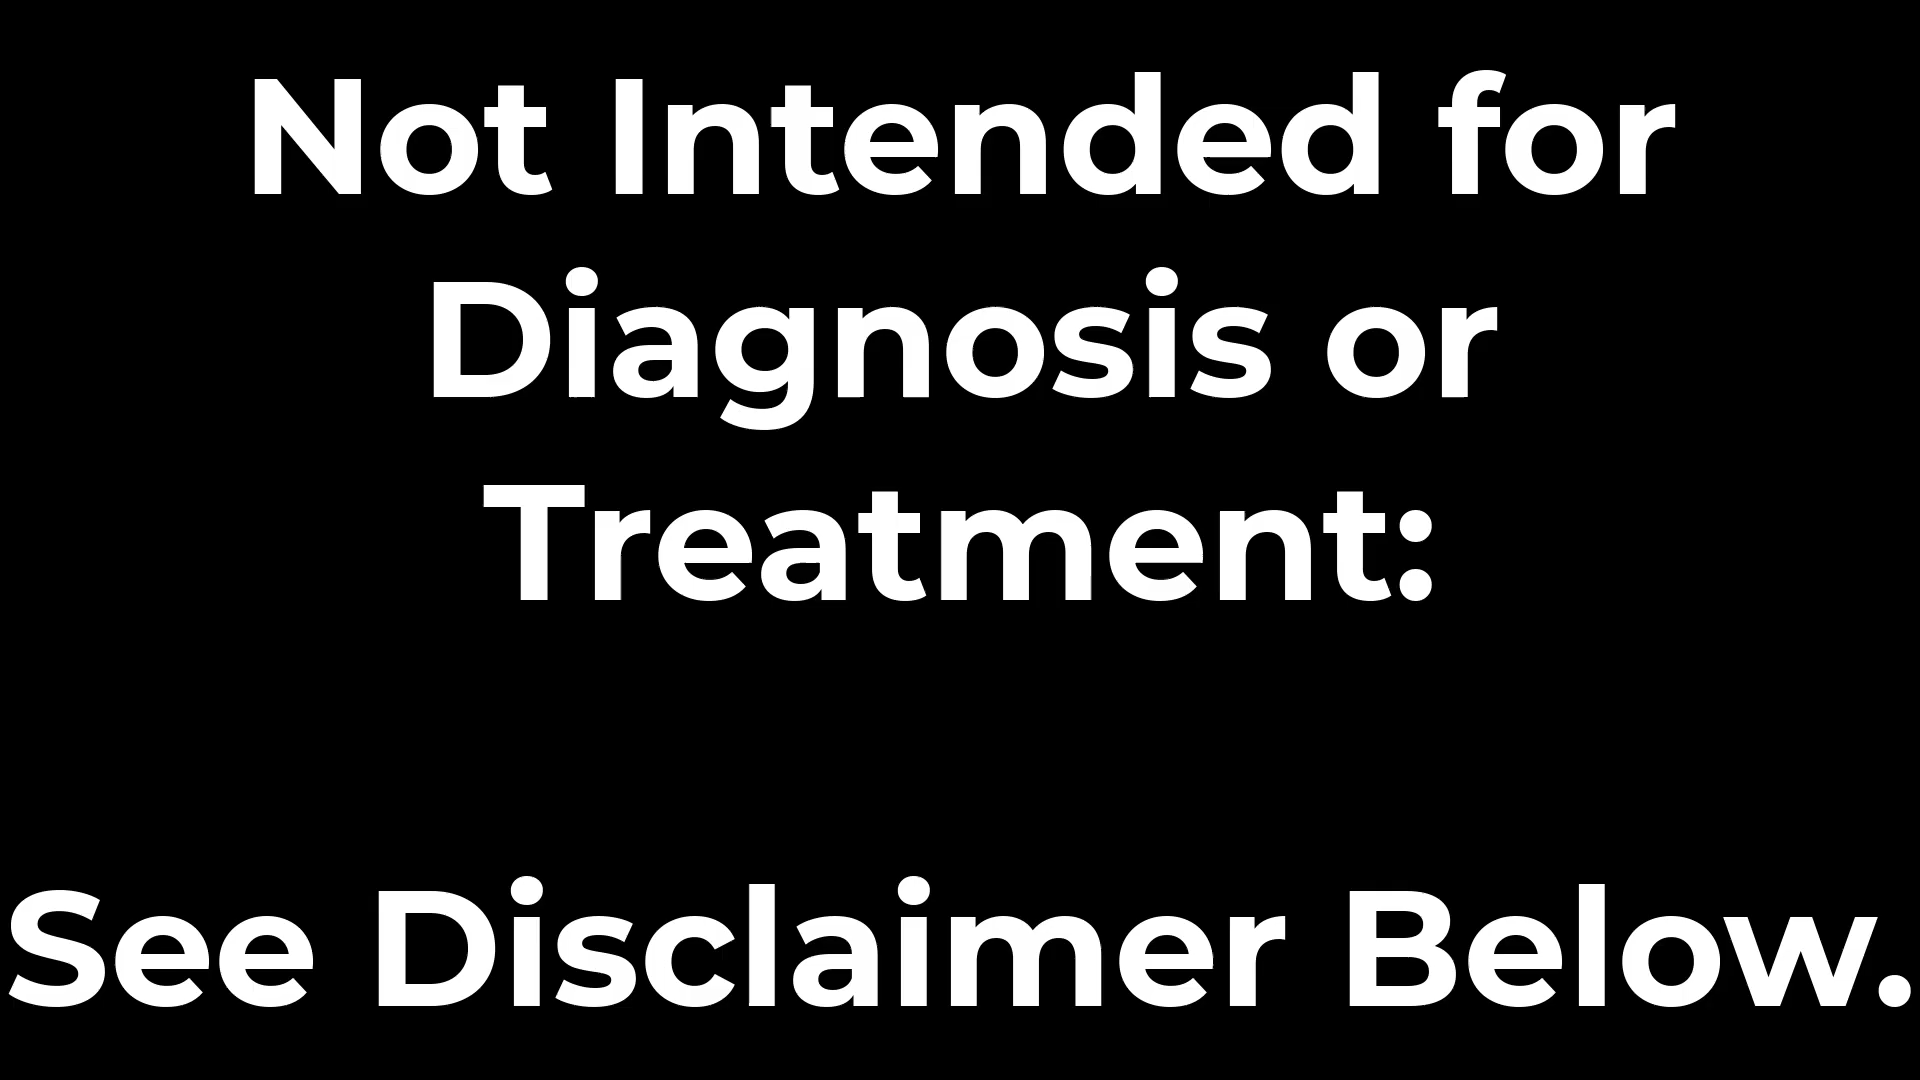 Not Intended for
Diagnosis or
Treatment:
See Disclaimer Below.